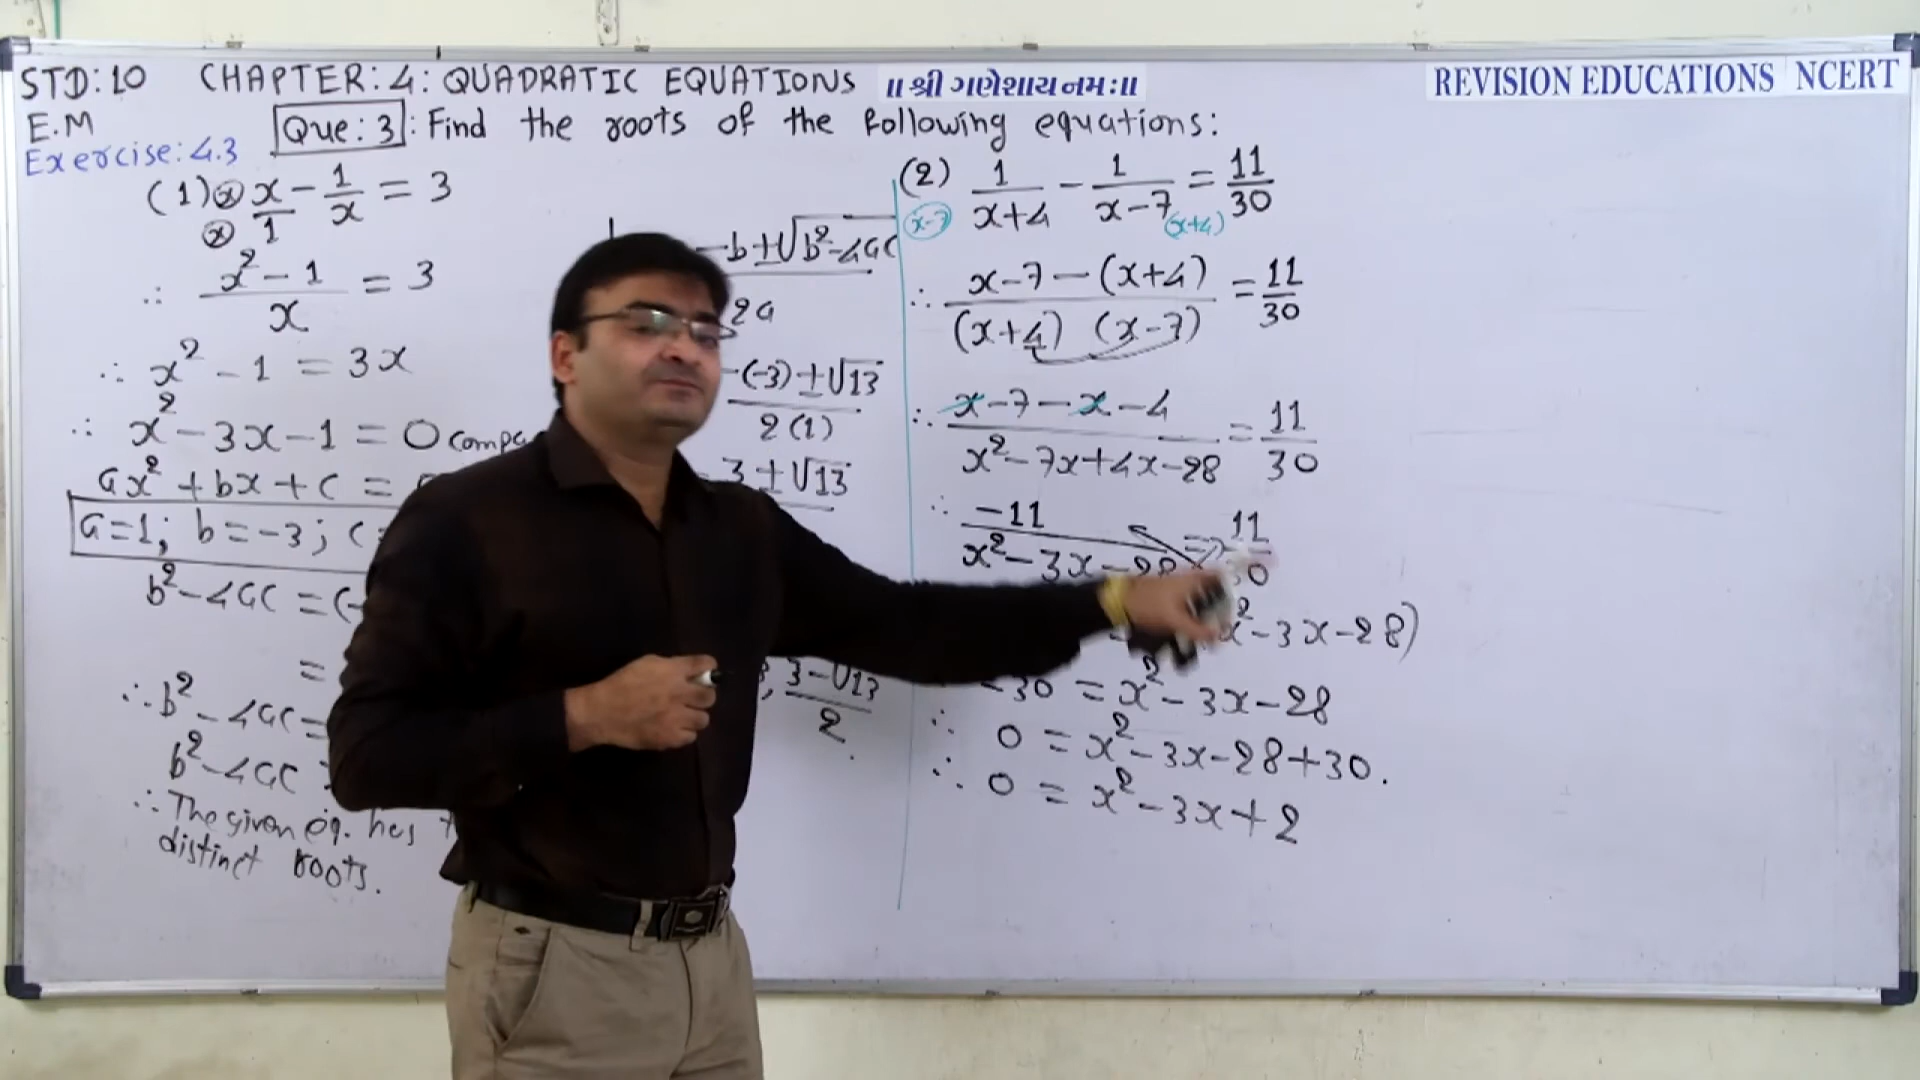 STD: 10 CHAPTER: 4: QUADRATIC EQUATIONS ॥ श्री ગણેશાય નમઃ॥ REVISION EDUCATIONS NCERT
E.M Que: 3: Find the roots of the following equations:
Exercise: 4.3
(1) x/1 - 1/x = 3
∴ x² - 1 / x = 3
∴ x² - 1 = 3x
∴ x² - 3x - 1 = 0
ax² + bx + c =
a=1; b=-3; c
b² - 4ac = (-
=
∴ b² - 4ac =
b² - 4ac
∴ The given eq. has
distinct roots.
-b ± √b² - 4ac
2a
-(-3) ± √13 / 2(1)
3 ± √13
, 3 - √13 / 2 .
(2) 1/x+4 - 1/x-7 = 11/30
x-7 (x+4)
∴ x-7-(x+4) / (x+4) (x-7) = 11/30
∴ x-7-x-4 / x²-7x+4x-28 = 11/30
∴ -11 / x²-3x-28 = 11/30
x²-3x-28)
-30 = x²-3x-28
∴ 0 = x²-3x-28+30.
∴ 0 = x²-3x+2